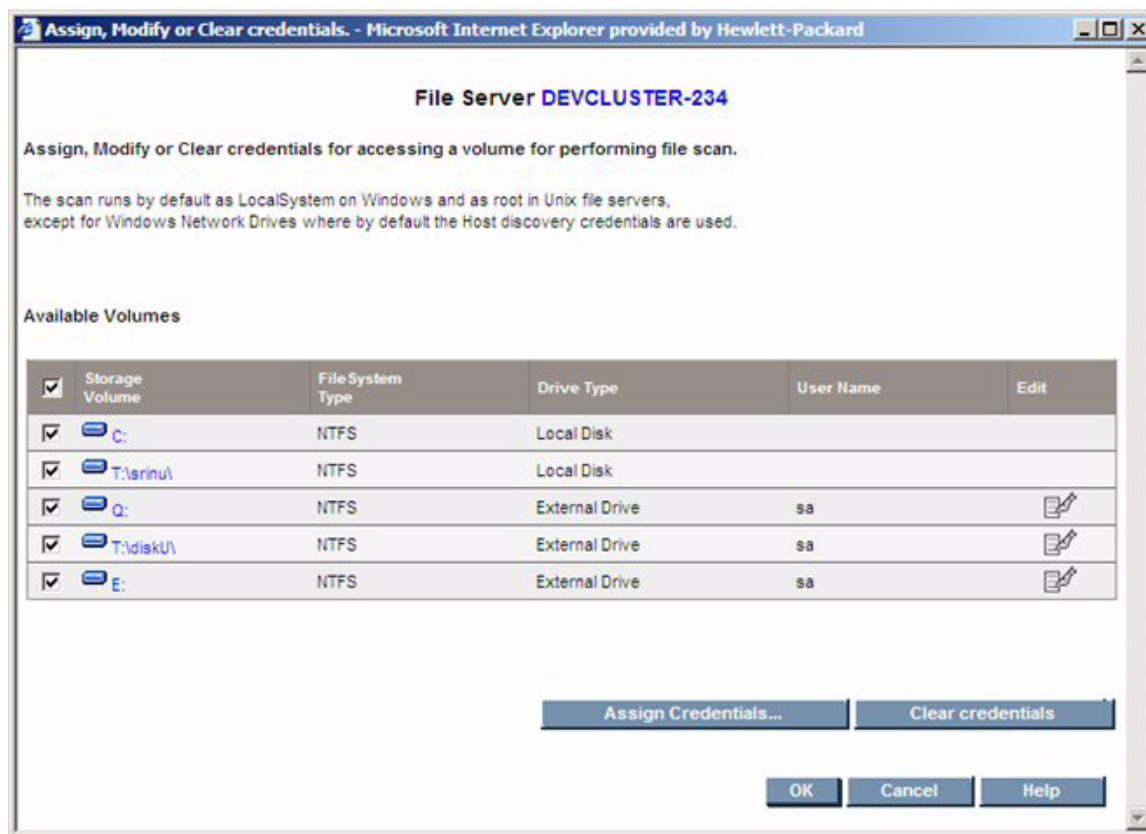 Assign, Modify or Clear credentials. - Microsoft Internet Explorer provided by Hewlett-Packard
File Server DEVCLUSTER-234
Assign, Modify or Clear credentials for accessing a volume for performing file scan.
The scan runs by default as LocalSystem on Windows and as root in Unix file servers,
except for Windows Network Drives where by default the Host discovery credentials are used.
Available Volumes
Storage Volume FileSystem Type Drive Type User Name Edit
C: NTFS Local Disk
T:\srinu\ NTFS Local Disk
Q: NTFS External Drive sa
T:\diskU\ NTFS External Drive sa
E: NTFS External Drive sa
Assign Credentials... Clear credentials
OK Cancel Help